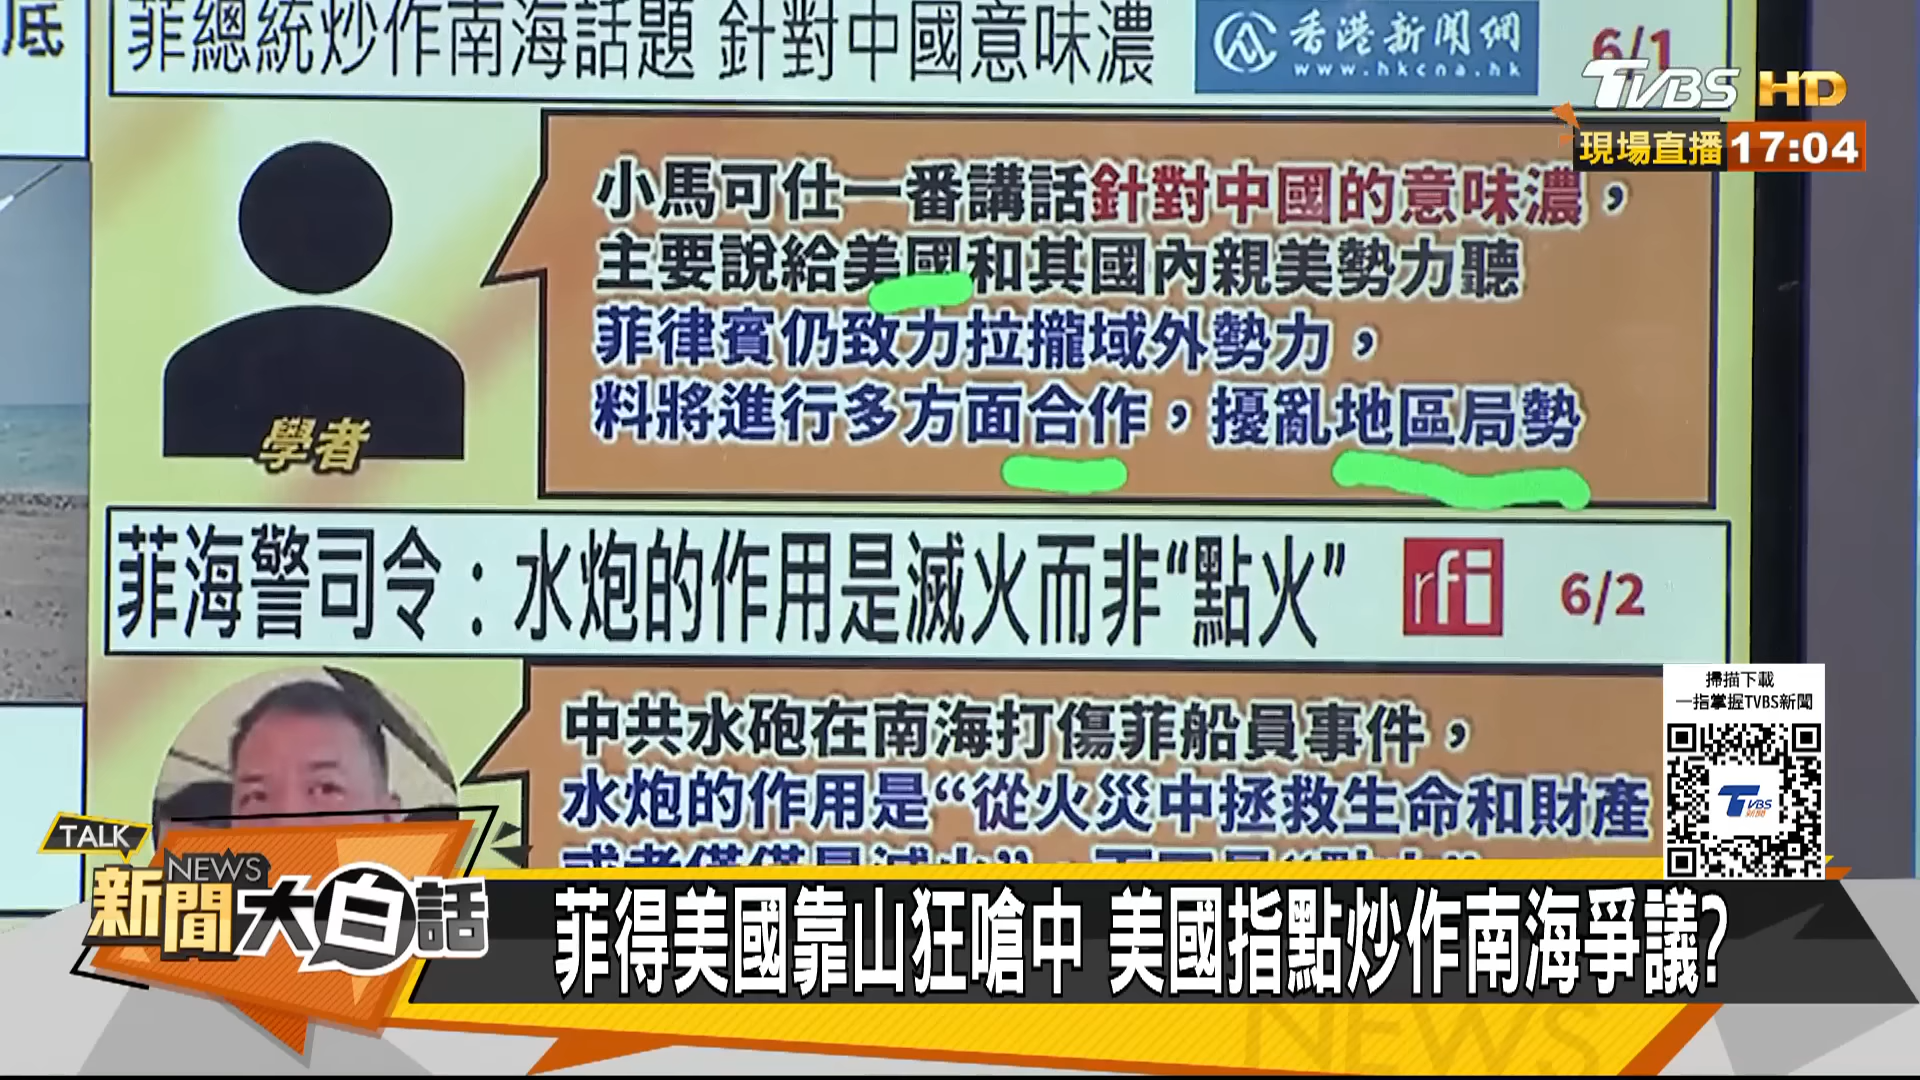 底
菲總統炒作南海話題 針對中國意味濃
香港新聞網
www.hkcna.hk
6/1
TVBS HD
現場直播 17:04
小馬可仕一番講話針對中國的意味濃，
主要說給美國和其國內親美勢力聽
菲律賓仍致力拉攏域外勢力，
料將進行多方面合作，擾亂地區局勢
學者
菲海警司令：水炮的作用是滅火而非“點火”
rfi
6/2
掃描下載
一指掌握TVBS新聞
TVBS
新聞
中共水砲在南海打傷菲船員事件，
水炮的作用是“從火災中拯救生命和財產
TALK
NEWS
新聞大白話
菲得美國靠山狂嗆中 美國指點炒作南海爭議?
NEWS